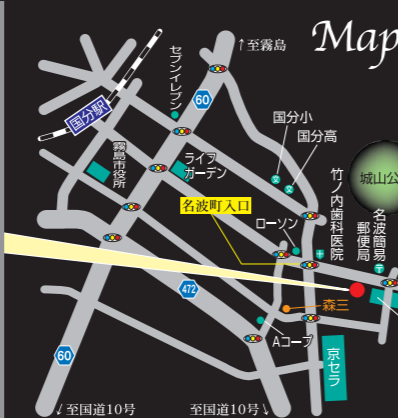 Map
↑至霧島
セブンイレブン
60
国分駅
国分小
国分高
霧島市役所
ライフ
ガーデン
城山公
竹ノ内歯科医院
名波簡易
郵便局
名波町入口
ローソン
472
森三
Aコープ
京セラ
60
↓至国道10号
至国道10号↓